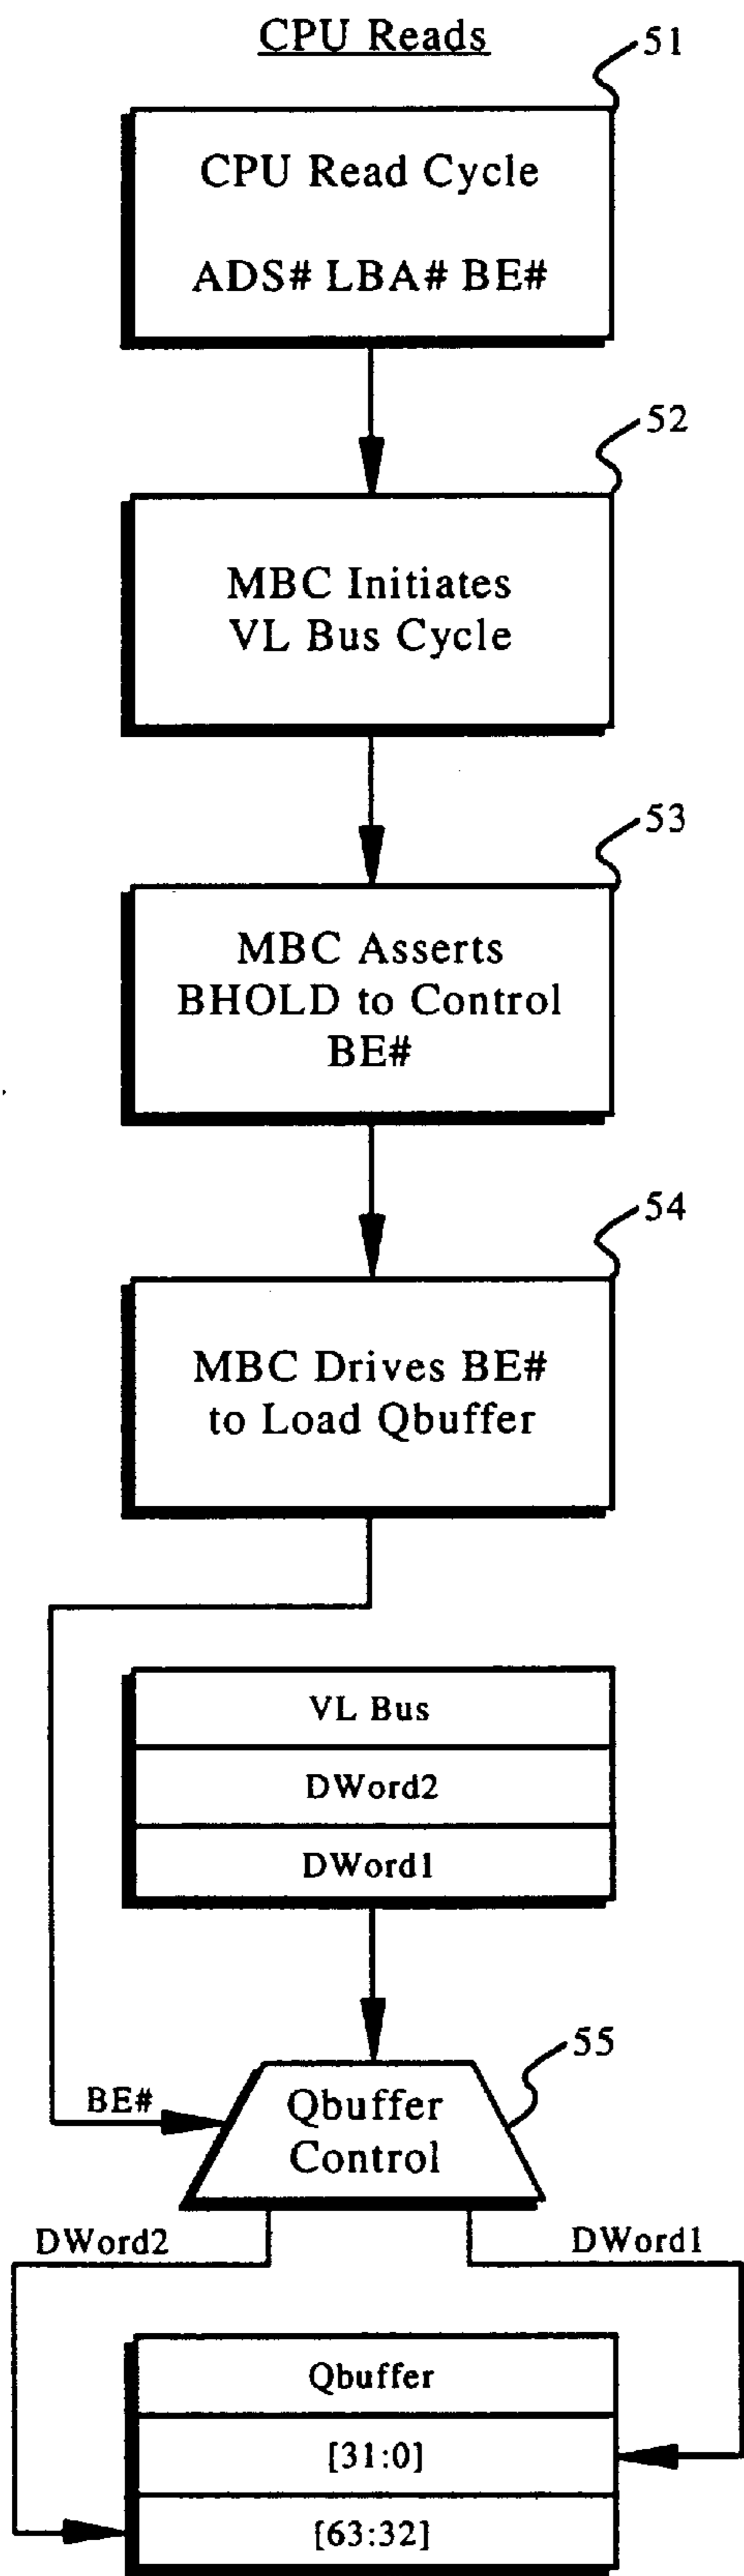 CPU Reads
51
CPU Read Cycle
ADS# LBA# BE#
52
MBC Initiates
VL Bus Cycle
53
MBC Asserts
BHOLD to Control
BE#
54
MBC Drives BE#
to Load Qbuffer
VL Bus
DWord2
DWord1
55
BE#
Qbuffer
Control
DWord2
DWord1
Qbuffer
[31:0]
[63:32]